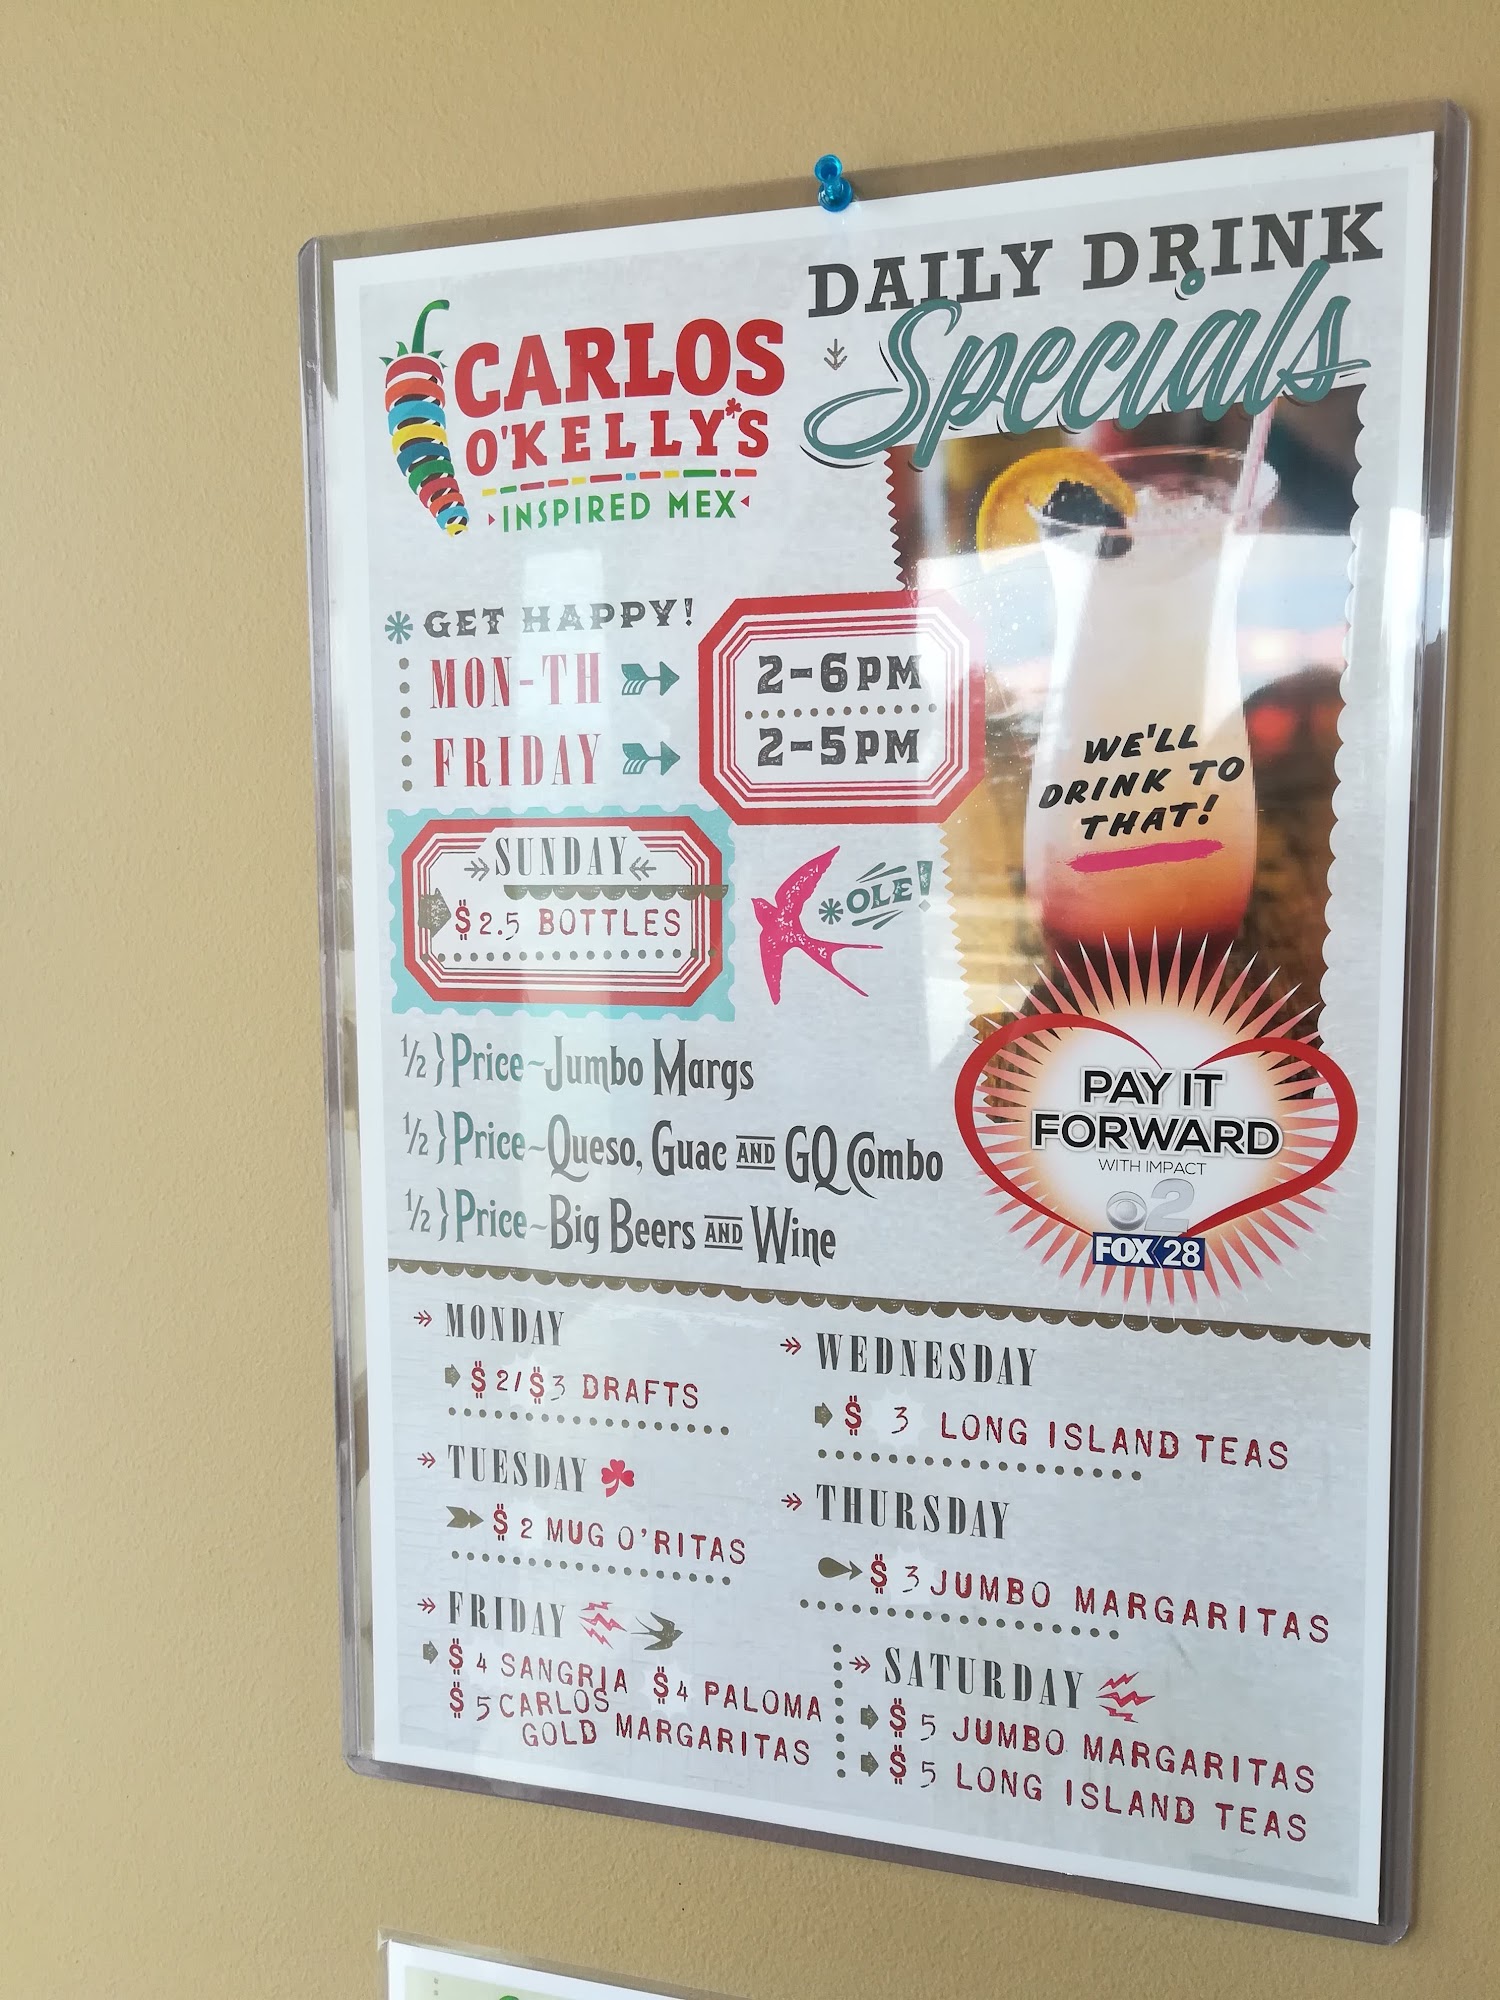 DAILY DRINK
Specials
CARLOS
O'KELLY'S
INSPIRED MEX
GET HAPPY!
MON-TH
2-6PM
FRIDAY
2-5PM
WE'LL
DRINK TO
THAT!
SUNDAY
$2.5 BOTTLES
*OLE!
1/2 } Price~Jumbo Margs
1/2 } Price~Queso, Guac AND GQ Combo
1/2 } Price~Big Beers AND Wine
PAY IT
FORWARD
WITH IMPACT
2
FOX 28
MONDAY
$2/$3 DRAFTS
TUESDAY
$2 MUG O'RITAS
FRIDAY
$4 SANGRIA $4 PALOMA
$5 CARLOS
GOLD MARGARITAS
WEDNESDAY
$3 LONG ISLAND TEAS
THURSDAY
$3 JUMBO MARGARITAS
SATURDAY
$5 JUMBO MARGARITAS
$5 LONG ISLAND TEAS